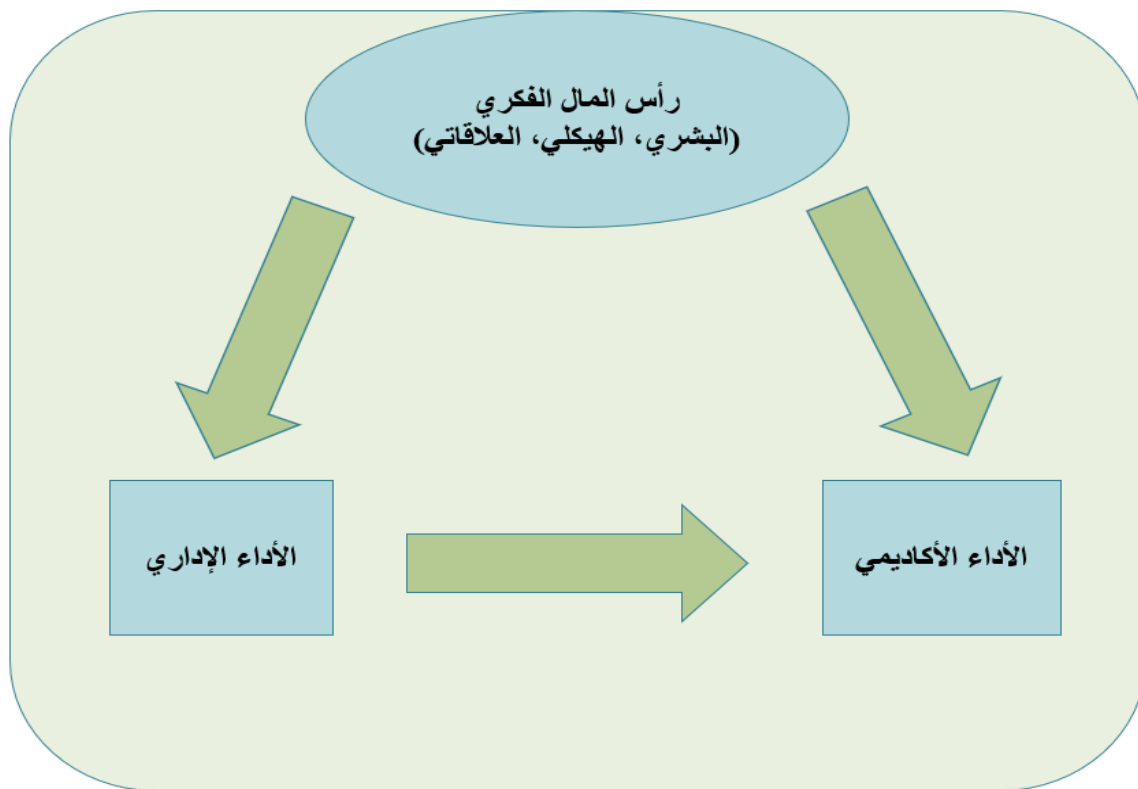 رأس المال الفكري
(البشري، الهيكلي، العلاقاتي)
الأداء الأكاديمي
الأداء الإداري